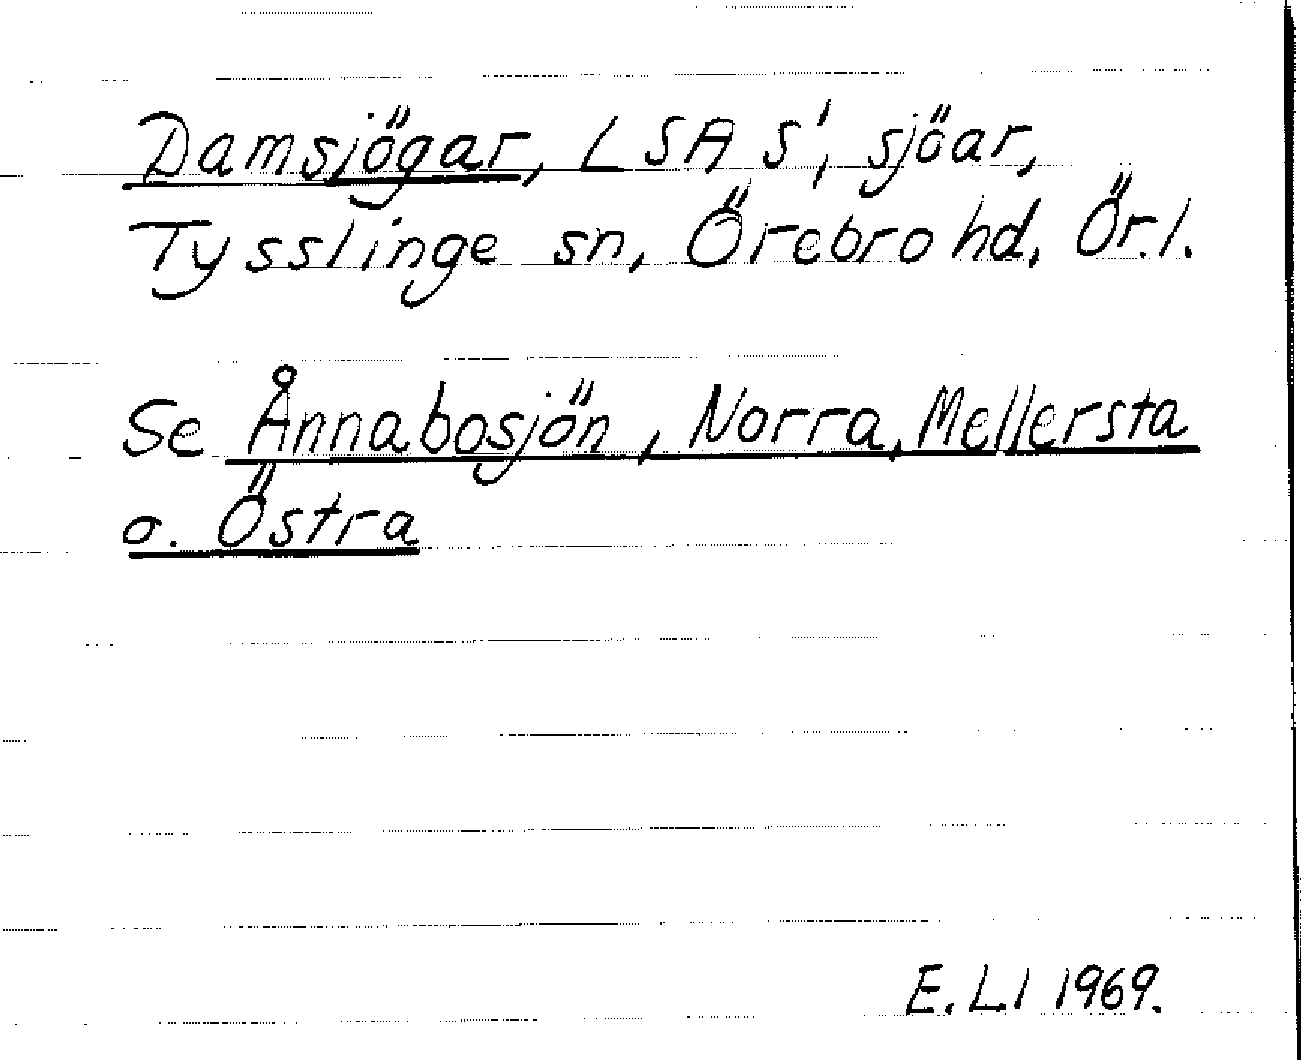 Damsjögar, LSA S', sjöar,
Tysslinge sn, Örebro hd, Ör.l.
Se Ånnabosjön, Norra, Mellersta
o. Östra
E. L.l 1969.